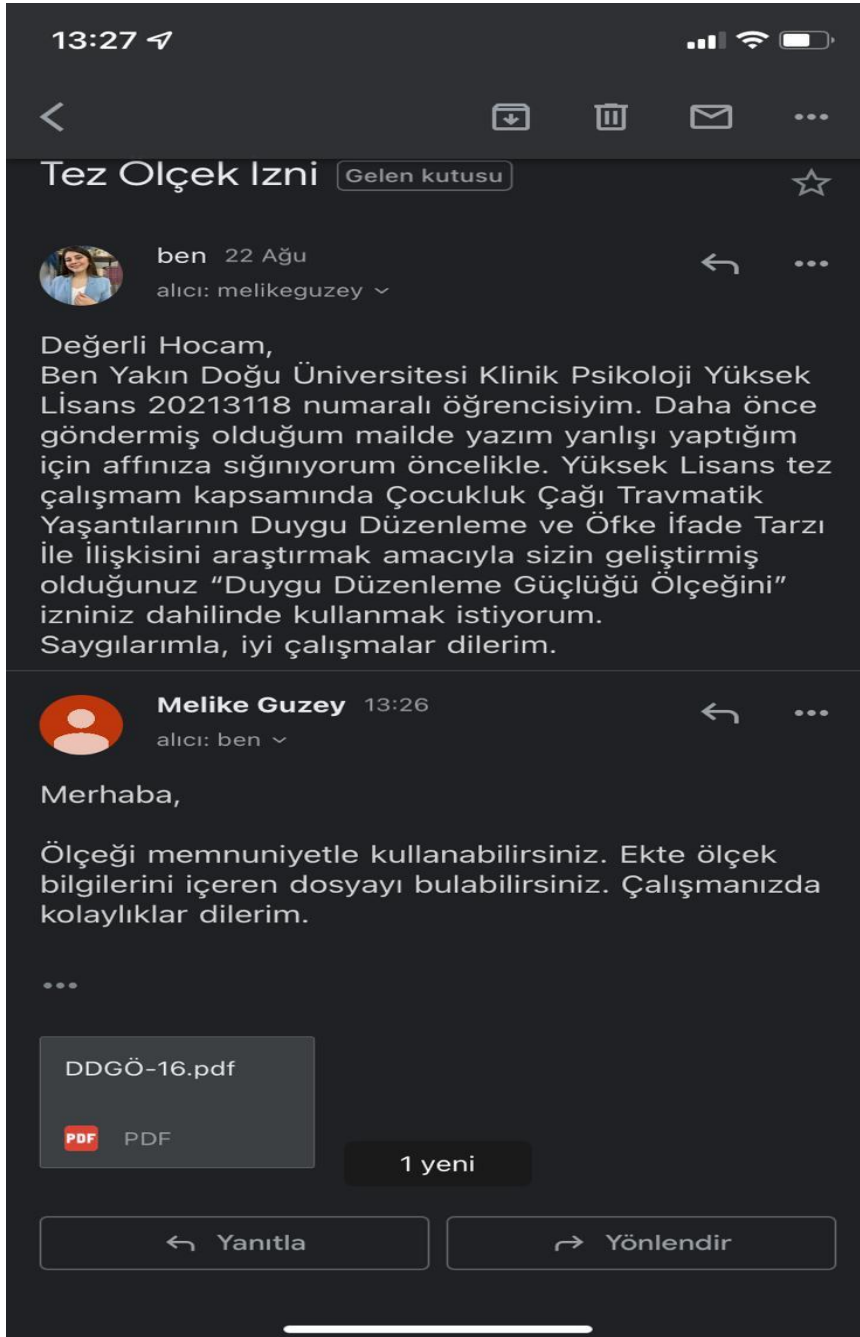 13:27
Tez Ölçek İzni Gelen kutusu
ben 22 Ağu
alıcı: melikeguzey
Değerli Hocam,
Ben Yakın Doğu Üniversitesi Klinik Psikoloji Yüksek
Lİsans 20213118 numaralı öğrencisiyim. Daha önce
göndermiş olduğum mailde yazım yanlışı yaptığım
için affınıza sığınıyorum öncelikle. Yüksek Lisans tez
çalışmam kapsamında Çocukluk Çağı Travmatik
Yaşantılarının Duygu Düzenleme ve Öfke İfade Tarzı
İle İlişkisini araştırmak amacıyla sizin geliştirmiş
olduğunuz “Duygu Düzenleme Güçlüğü Ölçeğini”
izniniz dahilinde kullanmak istiyorum.
Saygılarımla, iyi çalışmalar dilerim.
Melike Guzey 13:26
alıcı: ben
Merhaba,
Ölçeği memnuniyetle kullanabilirsiniz. Ekte ölçek
bilgilerini içeren dosyayı bulabilirsiniz. Çalışmanızda
kolaylıklar dilerim.
DDGÖ-16.pdf
PDF PDF
1 yeni
Yanıtla Yönlendir